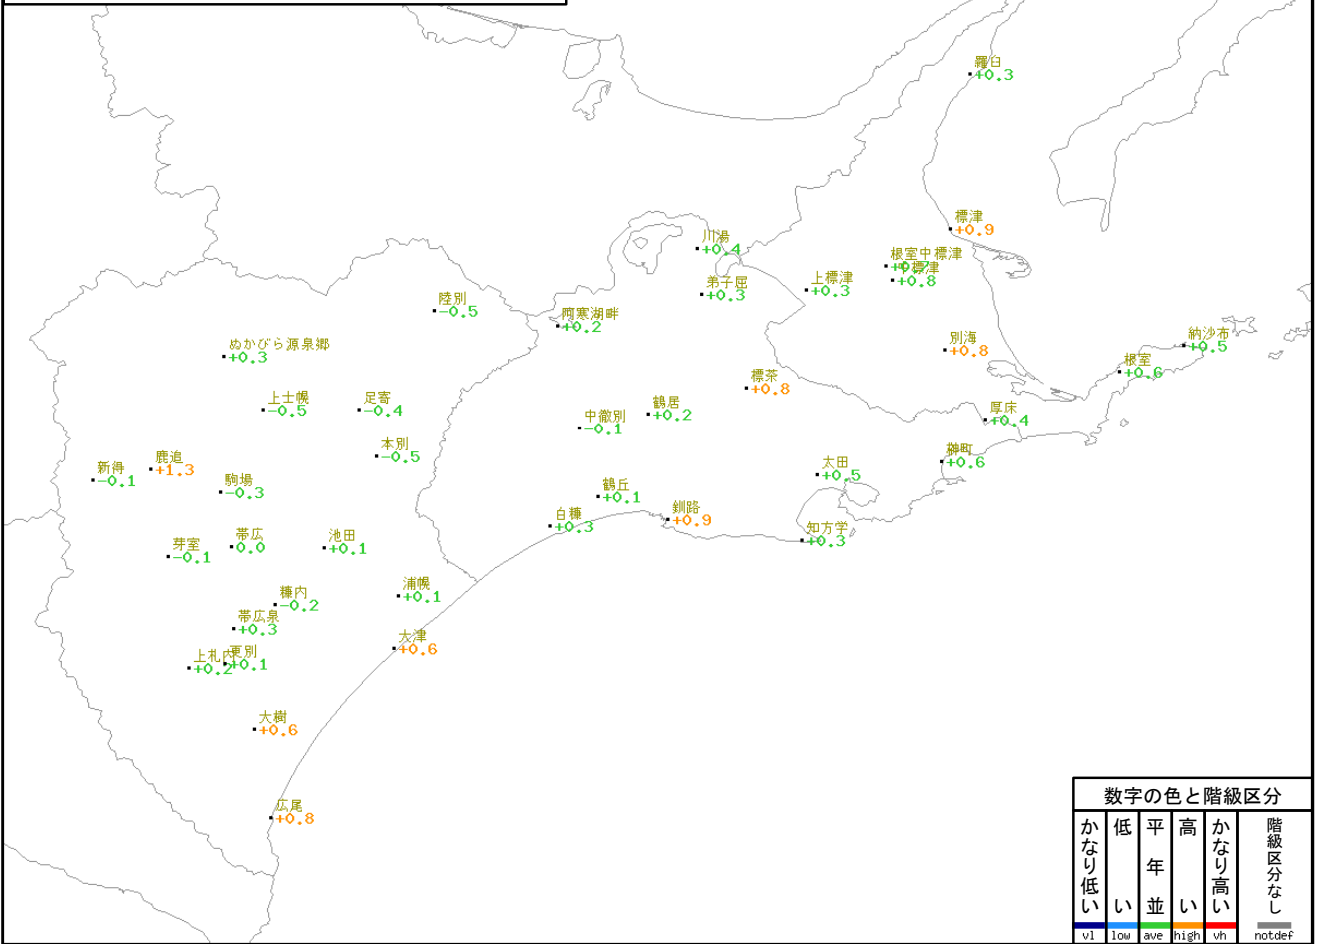 羅臼
+0.3
標津
+0.9
川湯
+0.4
根室中標津
中標津
+0.8
上標津
+0.3
弟子屈
+0.3
陸別
-0.5
阿寒湖畔
+0.2
ぬかびら源泉郷
+0.3
別海
+0.8
納沙布
+0.5
根室
+0.6
標茶
+0.8
上士幌
-0.5
足寄
-0.4
鶴居
+0.2
中徹別
-0.1
厚床
+0.4
本別
-0.5
榊町
+0.6
太田
+0.5
鹿追
+1.3
新得
-0.1
駒場
-0.3
鶴丘
+0.1
釧路
+0.9
白糠
+0.3
知方学
+0.3
芽室
-0.1
帯広
0.0
池田
+0.1
浦幌
+0.1
糠内
-0.2
帯広泉
+0.3
大津
+0.6
上札内
+0.2
更別
+0.1
大樹
+0.6
広尾
+0.8
数字の色と階級区分
かなり低い
低い
平年並
高い
かなり高い
階級区分なし
vl
low
ave
high
vh
notdef